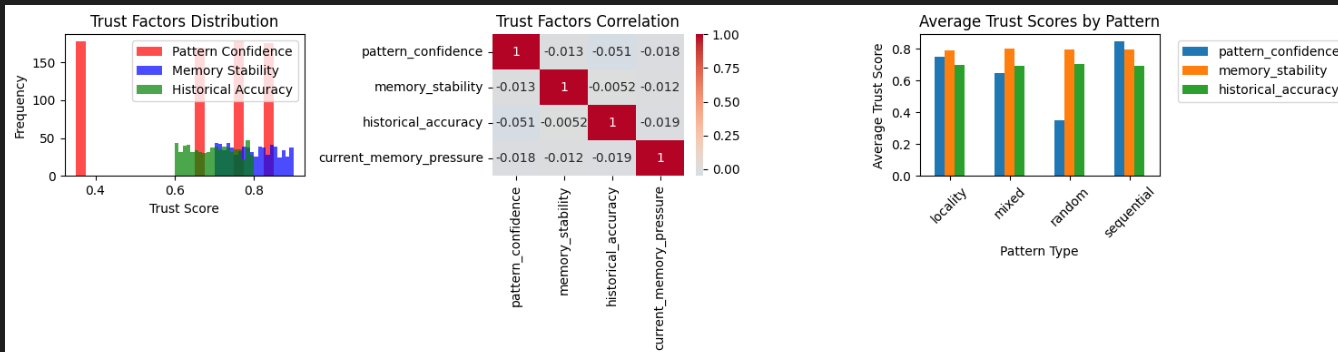 Trust Factors Distribution
Frequency
150
100
50
0
Pattern Confidence
Memory Stability
Historical Accuracy
0.4 0.6 0.8
Trust Score
Trust Factors Correlation
pattern_confidence 1 -0.013 -0.051 -0.018
memory_stability -0.013 1 -0.0052 -0.012
historical_accuracy -0.051 -0.0052 1 -0.019
current_memory_pressure -0.018 -0.012 -0.019 1
pattern_confidence
memory_stability
historical_accuracy
current_memory_pressure
1.00
0.75
0.50
0.25
0.00
Average Trust Scores by Pattern
Average Trust Score
0.8
0.6
0.4
0.2
0.0
locality mixed random sequential
Pattern Type
pattern_confidence
memory_stability
historical_accuracy